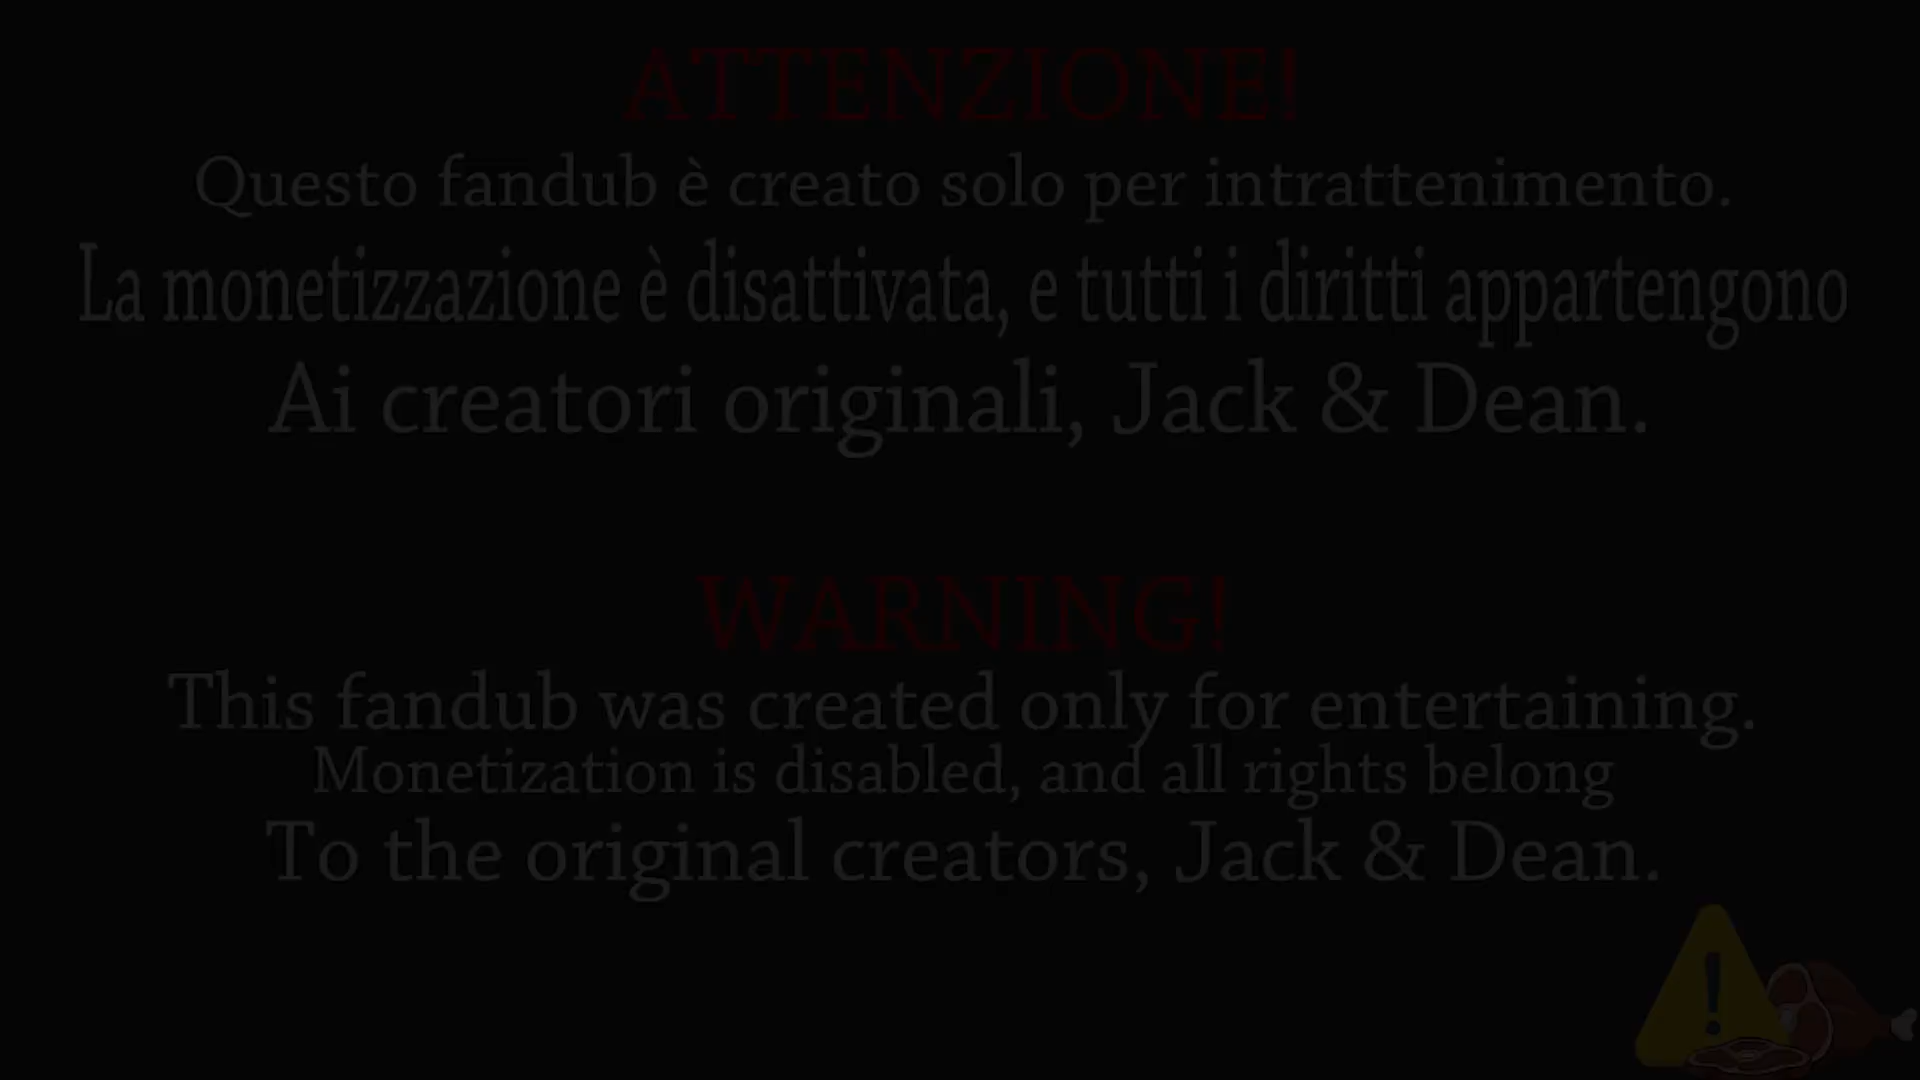 ATTENZIONE!
Questo fandub è creato solo per intrattenimento.
La monetizzazione è disattivata, e tutti i diritti appartengono
Ai creatori originali, Jack & Dean.
WARNING!
This fandub was created only for entertaining.
Monetization is disabled, and all rights belong
To the original creators, Jack & Dean.
!